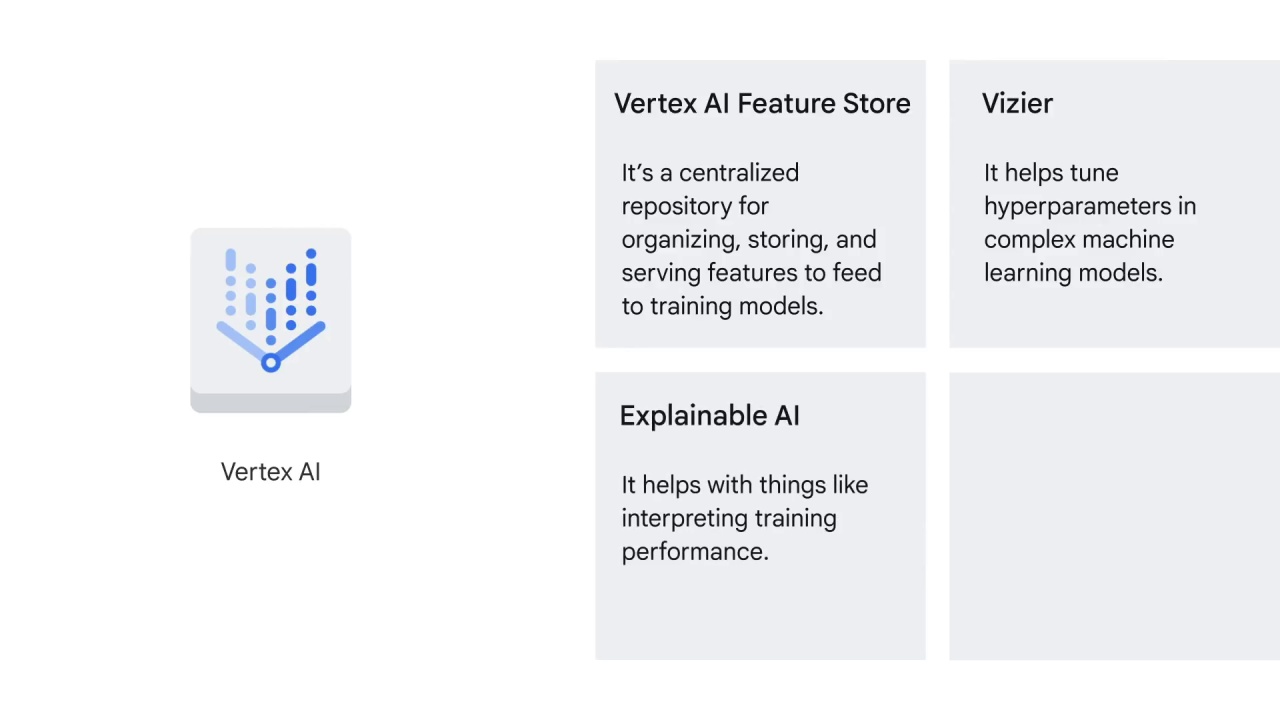 Vertex AI
Vertex AI Feature Store
It’s a centralized
repository for
organizing, storing, and
serving features to feed
to training models.
Vizier
It helps tune
hyperparameters in
complex machine
learning models.
Explainable AI
It helps with things like
interpreting training
performance.